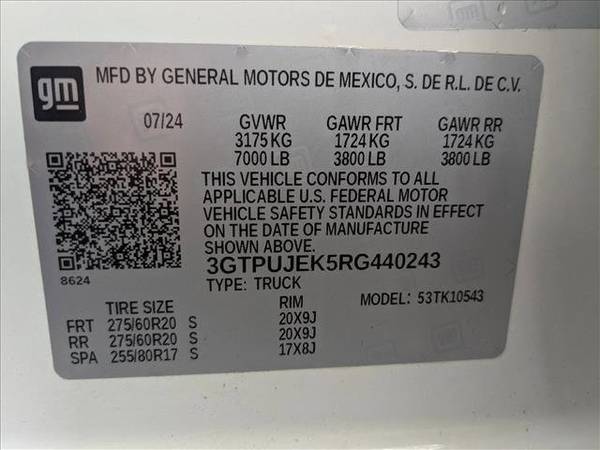 gm
MFD BY GENERAL MOTORS DE MEXICO, S. DE R.L. DE C.V.
07/24 GVWR GAWR FRT GAWR RR
3175 KG 1724 KG 1724 KG
7000 LB 3800 LB 3800 LB
THIS VEHICLE CONFORMS TO ALL
APPLICABLE U.S. FEDERAL MOTOR
VEHICLE SAFETY STANDARDS IN EFFECT
ON THE DATE OF MANUFACTURE
SHOWN ABOVE.
8624
3GTPUJEK5RG440243
TYPE: TRUCK MODEL: 53TK10543
TIRE SIZE RIM
FRT 275/60R20 S 20X9J
RR 275/60R20 S 20X9J
SPA 255/80R17 S 17X8J